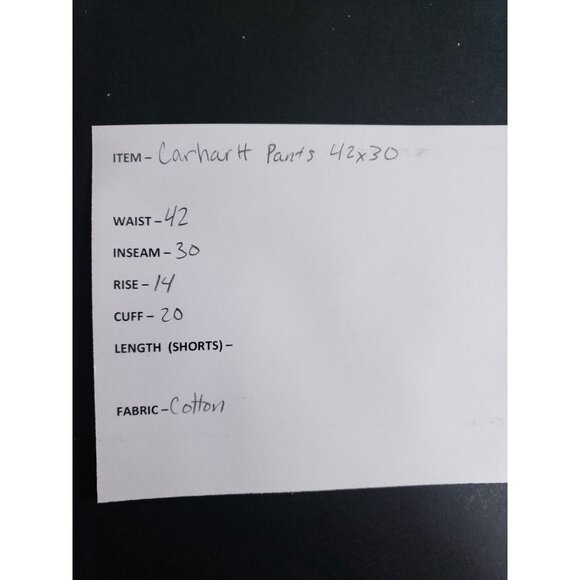 ITEM – Carhartt Pants 42x30
WAIST – 42
INSEAM – 30
RISE – 14
CUFF – 20
LENGTH (SHORTS) –
FABRIC – Cotton